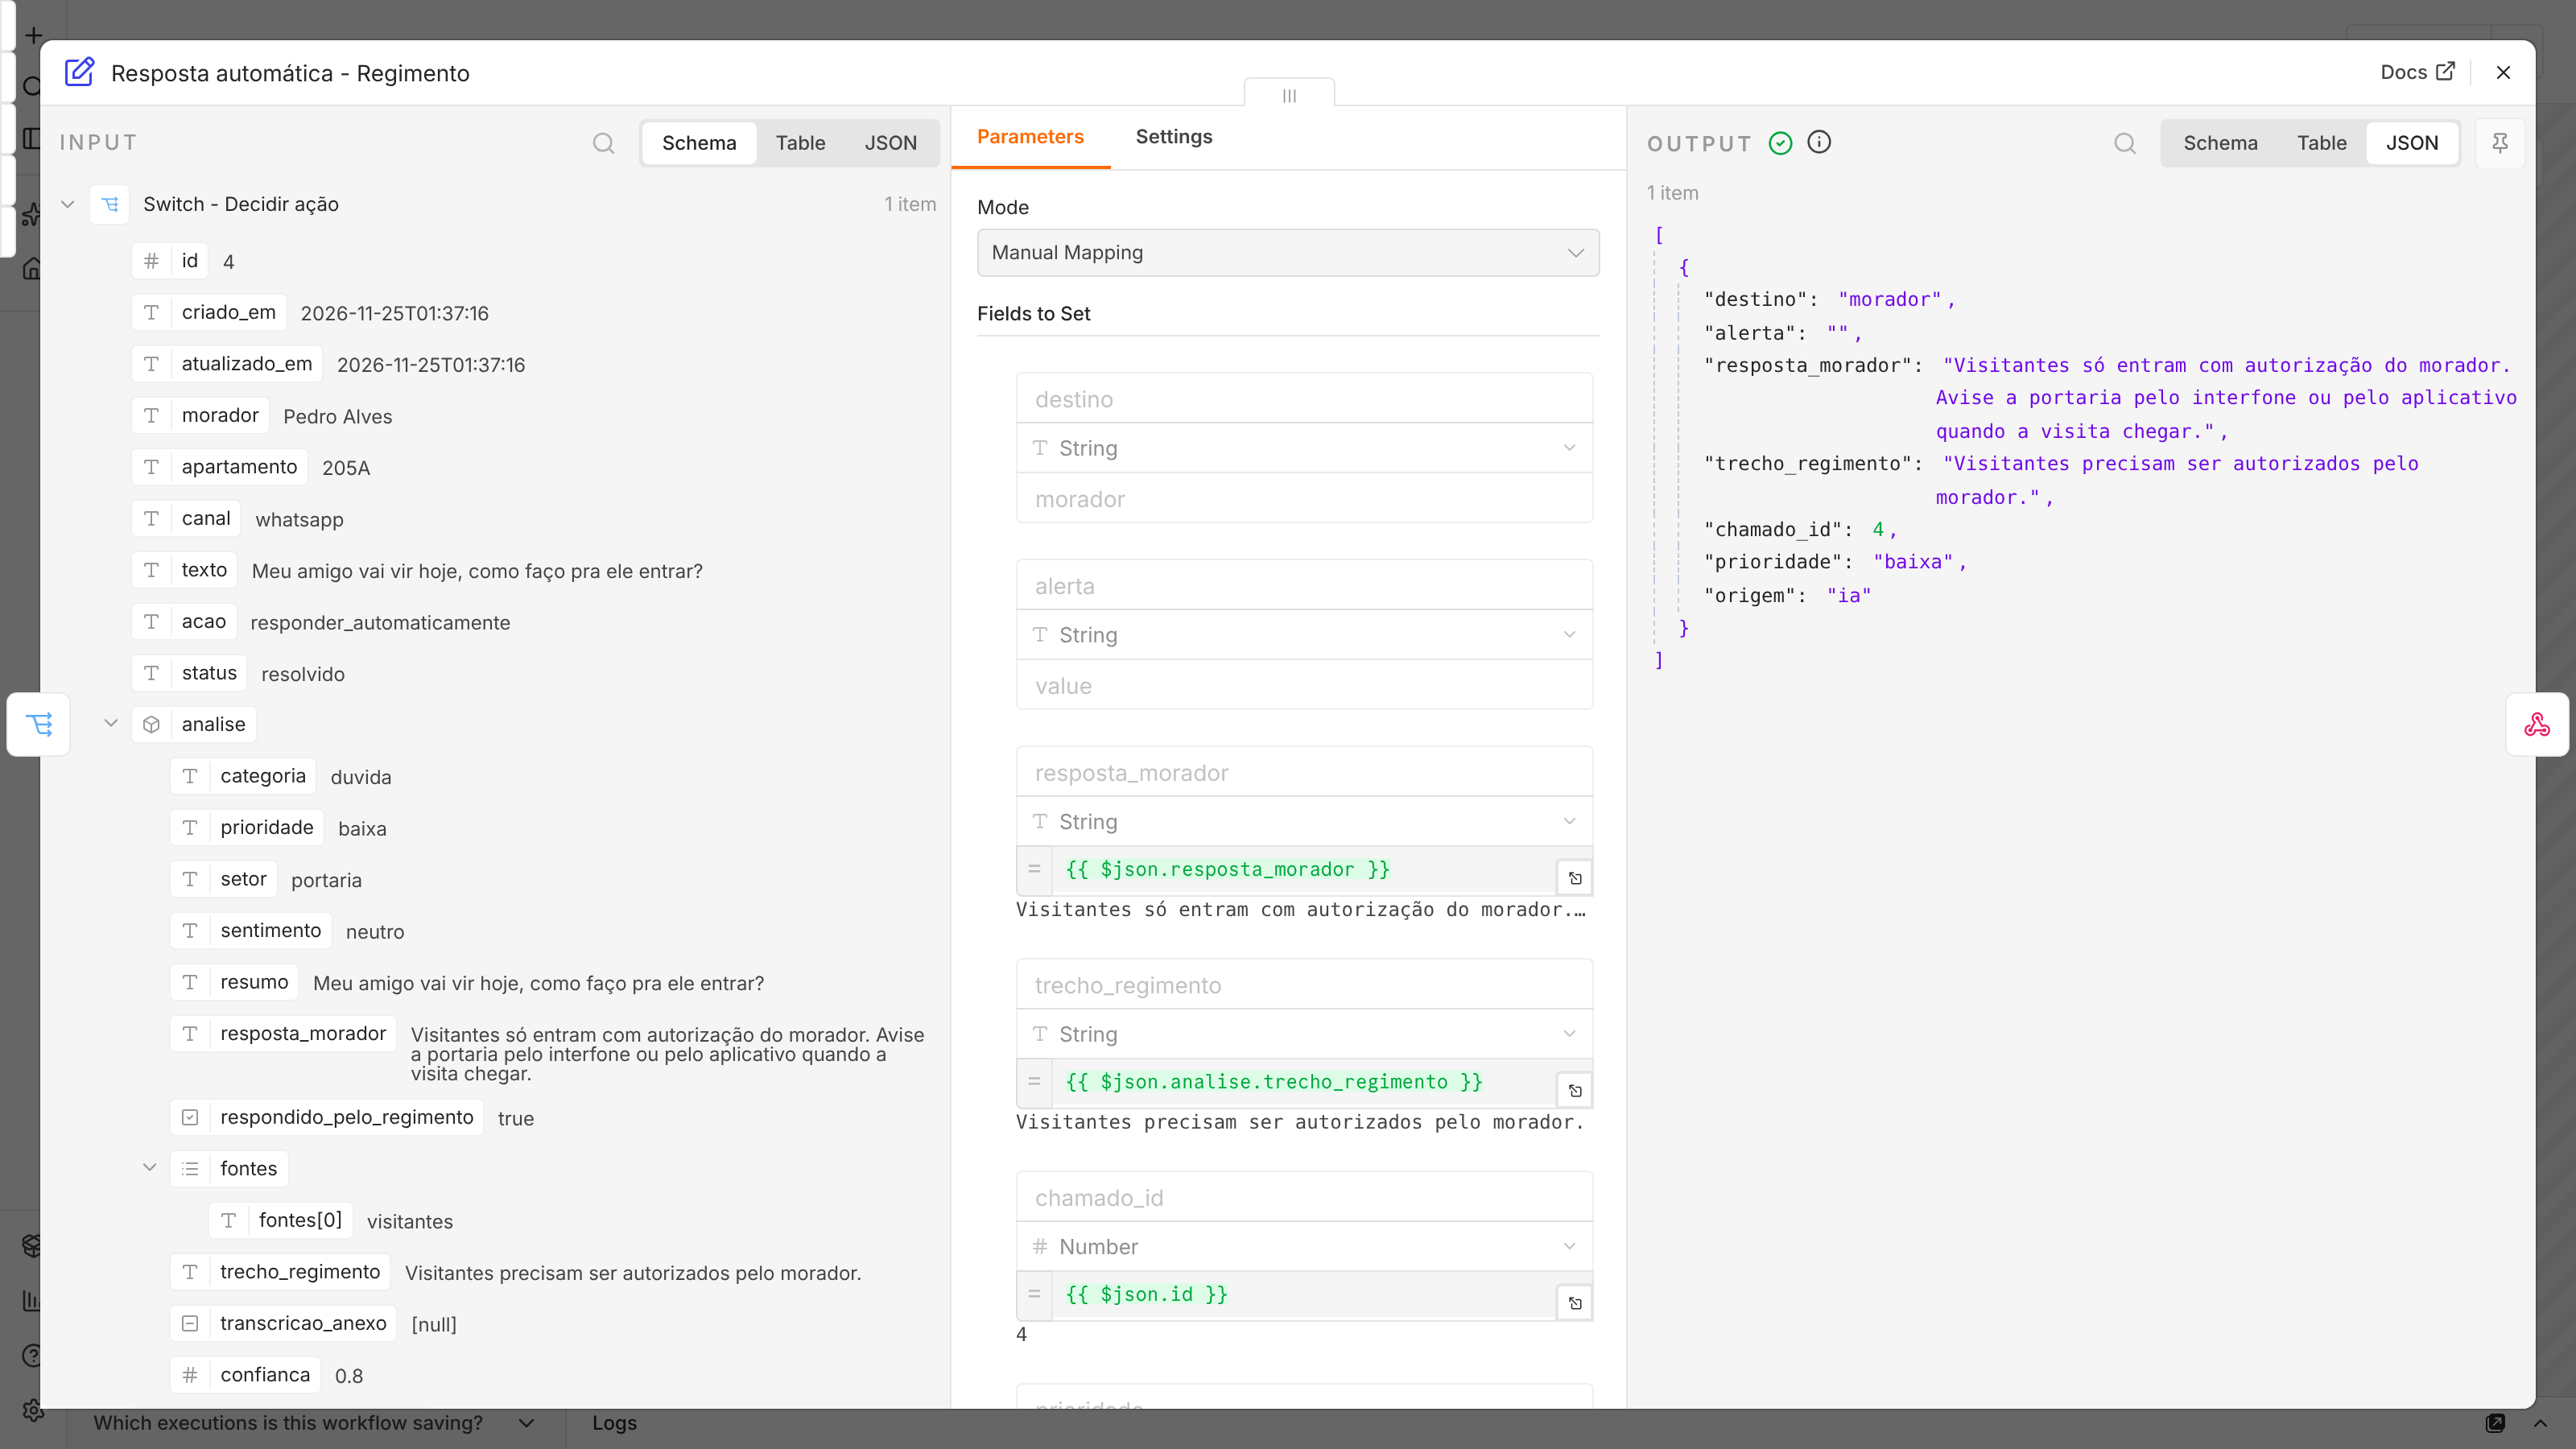 Resposta automática - Regimento
Docs
INPUT
Schema
Table
JSON
Switch - Decidir ação
1 item
id
4
criado_em
2026-11-25T01:37:16
atualizado_em
2026-11-25T01:37:16
morador
Pedro Alves
apartamento
205A
canal
whatsapp
texto
Meu amigo vai vir hoje, como faço pra ele entrar?
acao
responder_automaticamente
status
resolvido
analise
categoria
duvida
prioridade
baixa
setor
portaria
sentimento
neutro
resumo
Meu amigo vai vir hoje, como faço pra ele entrar?
resposta_morador
Visitantes só entram com autorização do morador. Avise
a portaria pelo interfone ou pelo aplicativo quando a
visita chegar.
respondido_pelo_regimento
true
fontes
fontes[0]
visitantes
trecho_regimento
Visitantes precisam ser autorizados pelo morador.
transcricao_anexo
[null]
confianca
0.8
Parameters
Settings
Mode
Manual Mapping
Fields to Set
destino
String
morador
alerta
String
value
resposta_morador
String
= {{ $json.resposta_morador }}
Visitantes só entram com autorização do morador.…
trecho_regimento
String
= {{ $json.analise.trecho_regimento }}
Visitantes precisam ser autorizados pelo morador.
chamado_id
# Number
= {{ $json.id }}
4
prioridade
OUTPUT
Schema
Table
JSON
1 item
[
{
"destino": "morador",
"alerta": "",
"resposta_morador": "Visitantes só entram com autorização do morador.
Avise a portaria pelo interfone ou pelo aplicativo
quando a visita chegar.",
"trecho_regimento": "Visitantes precisam ser autorizados pelo
morador.",
"chamado_id": 4,
"prioridade": "baixa",
"origem": "ia"
}
]
Which executions is this workflow saving?
Logs